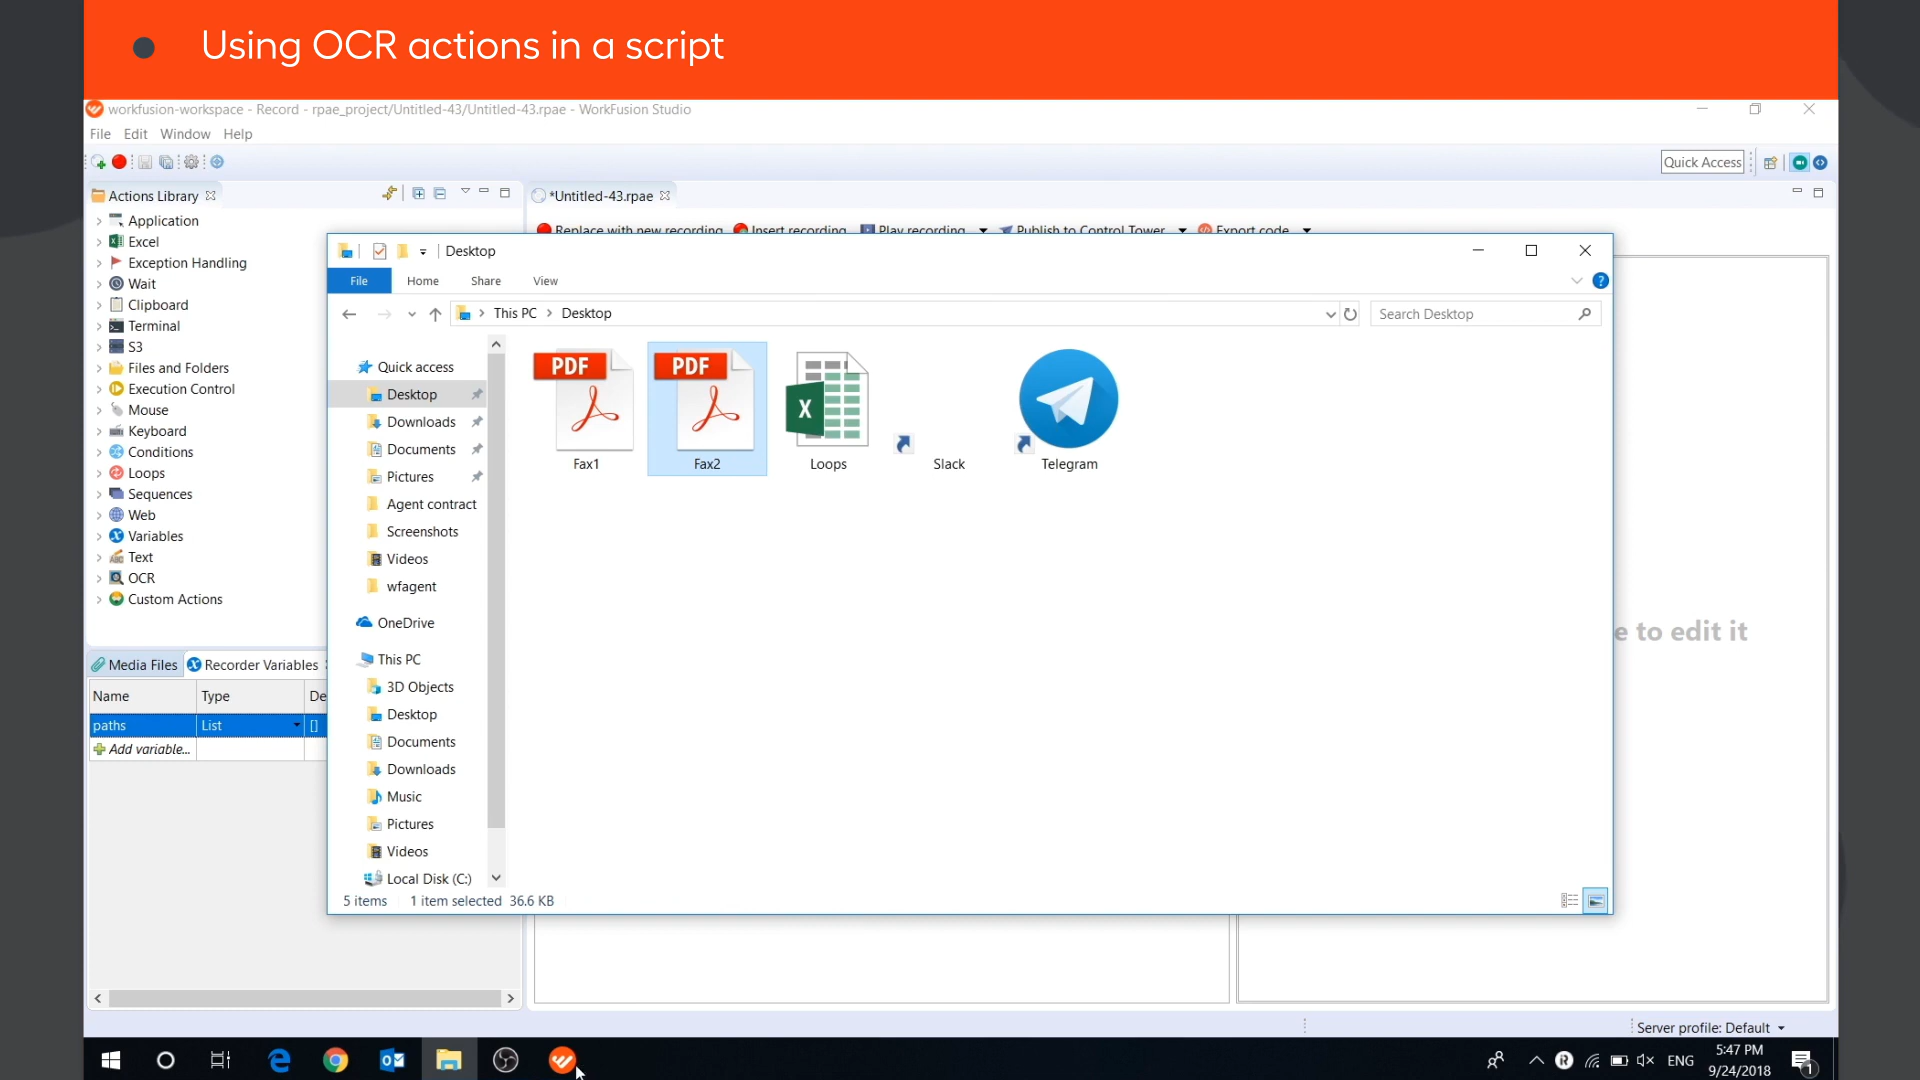 Using OCR actions in a script
workfusion-workspace - Record - rpae_project/Untitled-43/Untitled-43.rpae - WorkFusion Studio
File Edit Window Help
Quick Access
Actions Library
*Untitled-43.rpae
Application
Excel
Exception Handling
Wait
Clipboard
Terminal
S3
Files and Folders
Execution Control
Mouse
Keyboard
Conditions
Loops
Sequences
Web
Variables
Text
OCR
Custom Actions
Replace with new recording Insert recording Play recording Publish to Control Tower Export code
Desktop
File Home Share View
This PC > Desktop
Search Desktop
Quick access
Desktop
Downloads
Documents
Pictures
Agent contract
Screenshots
Videos
wfagent
OneDrive
This PC
3D Objects
Desktop
Documents
Downloads
Music
Pictures
Videos
Local Disk (C:)
PDF
Fax1
PDF
Fax2
X
Loops
Slack
Telegram
5 items 1 item selected 36.6 KB
e to edit it
Media Files Recorder Variables
Name Type De
paths List []
Add variable...
Server profile: Default
ENG
5:47 PM
9/24/2018
1